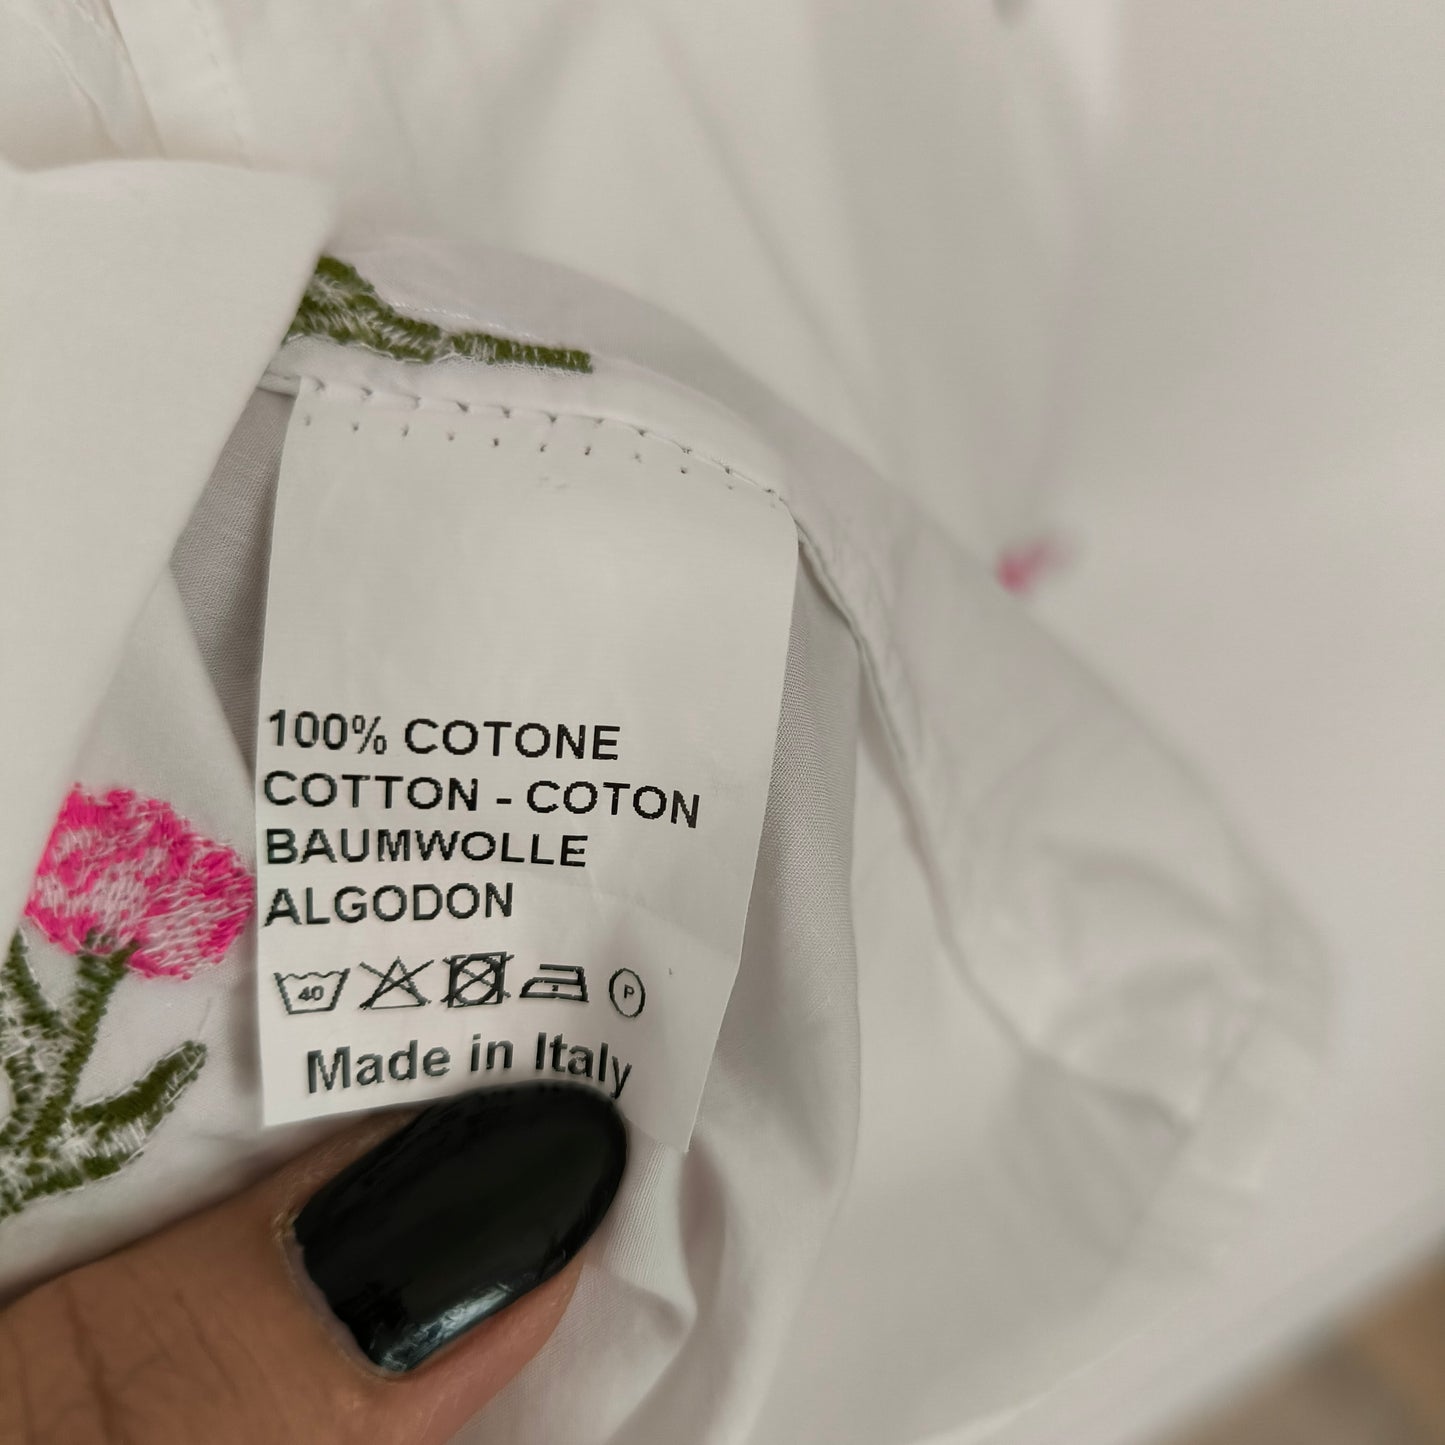 100% COTONE
COTTON - COTON
BAUMWOLLE
ALGODON
40 P
Made in Italy